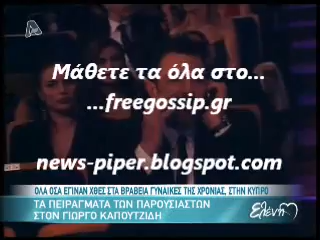 Μάθετε τα όλα στο...
...freegossip.gr
news-piper.blogspot.com
ΟΛΑ ΟΣΑ ΕΓΙΝΑΝ ΧΘΕΣ ΣΤΑ ΒΡΑΒΕΙΑ ΓΥΝΑΙΚΕΣ ΤΗΣ ΧΡΟΝΙΑΣ, ΣΤΗΝ ΚΥΠΡΟ
ΤΑ ΠΕΙΡΑΓΜΑΤΑ ΤΩΝ ΠΑΡΟΥΣΙΑΣΤΩΝ
ΣΤΟΝ ΓΙΩΡΓΟ ΚΑΠΟΥΤΖΙΔΗ
Ελένη